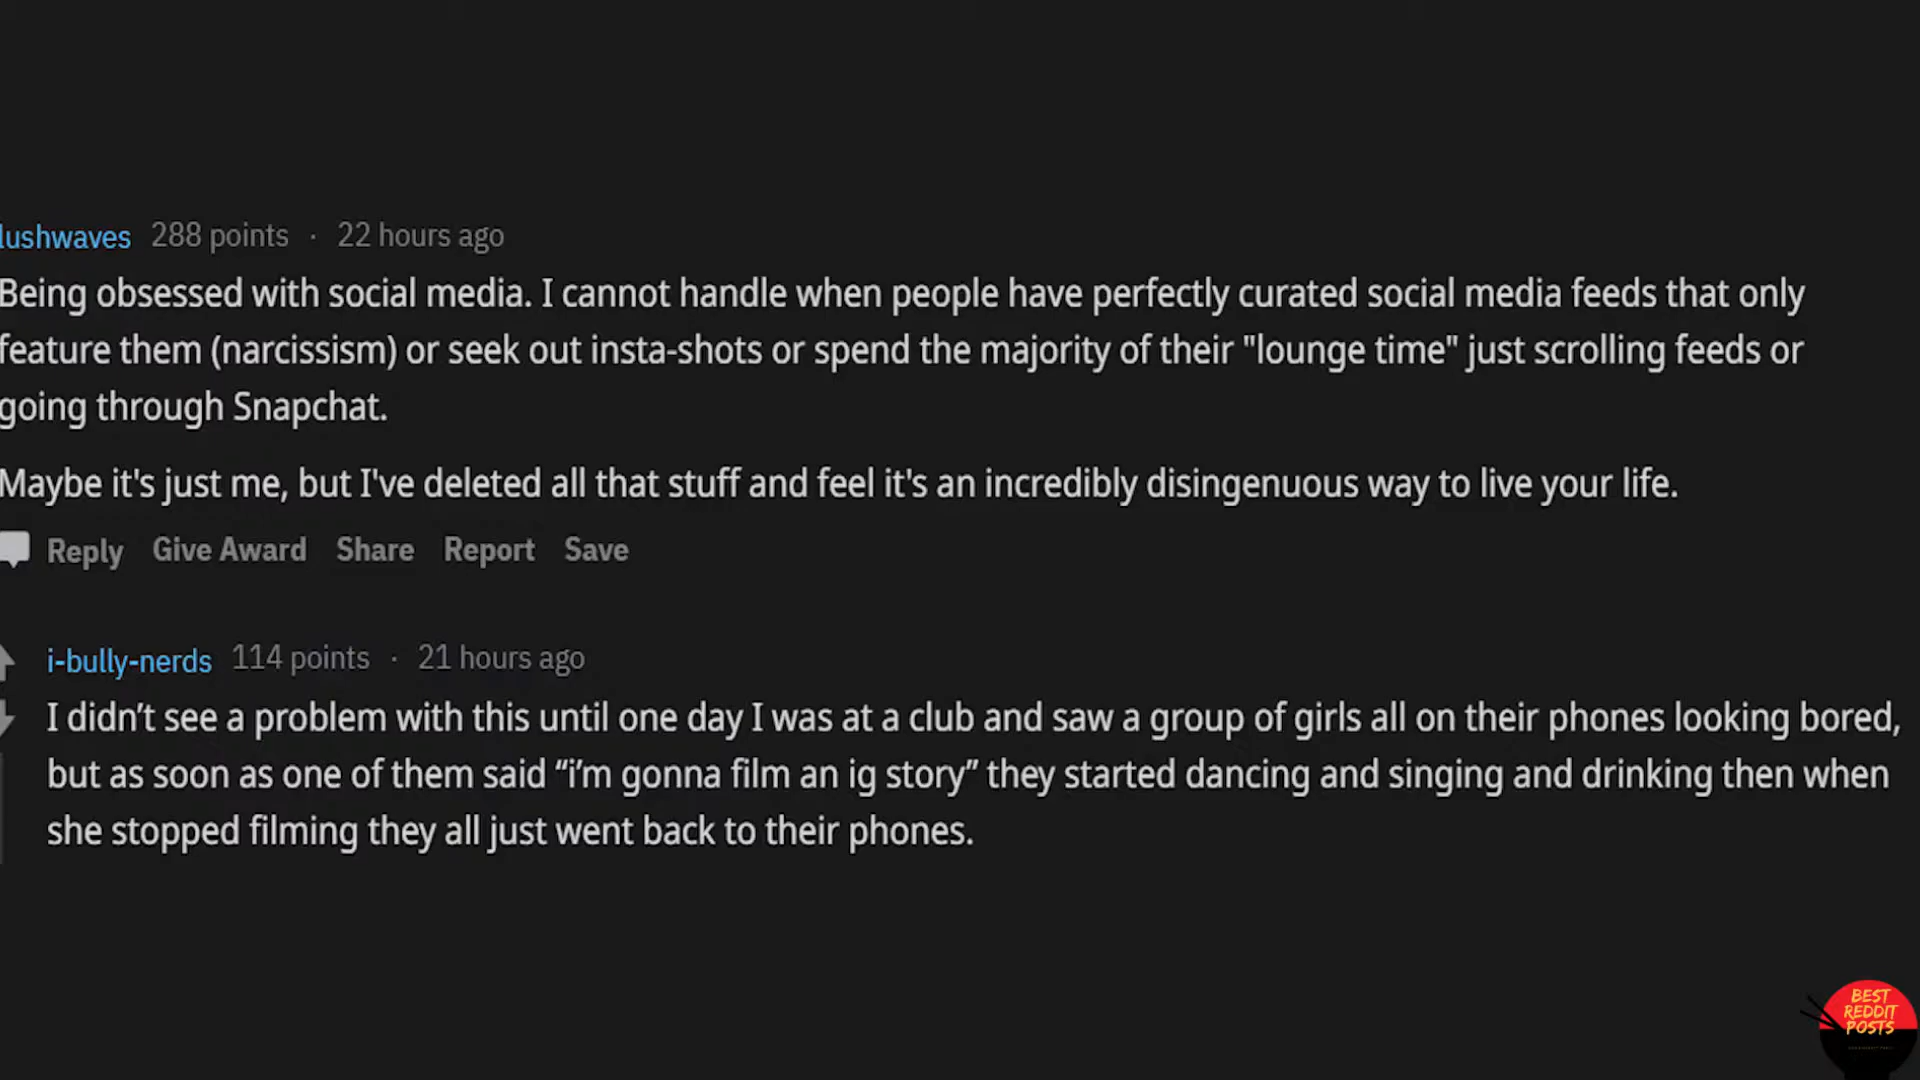 lushwaves 288 points · 22 hours ago
Being obsessed with social media. I cannot handle when people have perfectly curated social media feeds that only
feature them (narcissism) or seek out insta-shots or spend the majority of their "lounge time" just scrolling feeds or
going through Snapchat.
Maybe it's just me, but I've deleted all that stuff and feel it's an incredibly disingenuous way to live your life.
Reply Give Award Share Report Save
i-bully-nerds 114 points · 21 hours ago
I didn’t see a problem with this until one day I was at a club and saw a group of girls all on their phones looking bored,
but as soon as one of them said “i’m gonna film an ig story” they started dancing and singing and drinking then when
she stopped filming they all just went back to their phones.
BEST
REDDIT
POSTS